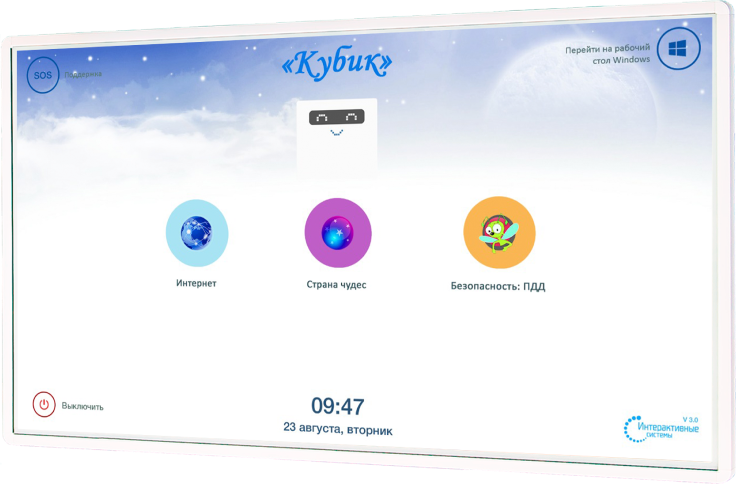 SOS
Поддержка
«Кубик»
Перейти на рабочий
стол Windows
Интернет
Страна чудес
Безопасность: ПДД
Выключить
09:47
23 августа, вторник
V 3.0
Интерактивные
системы